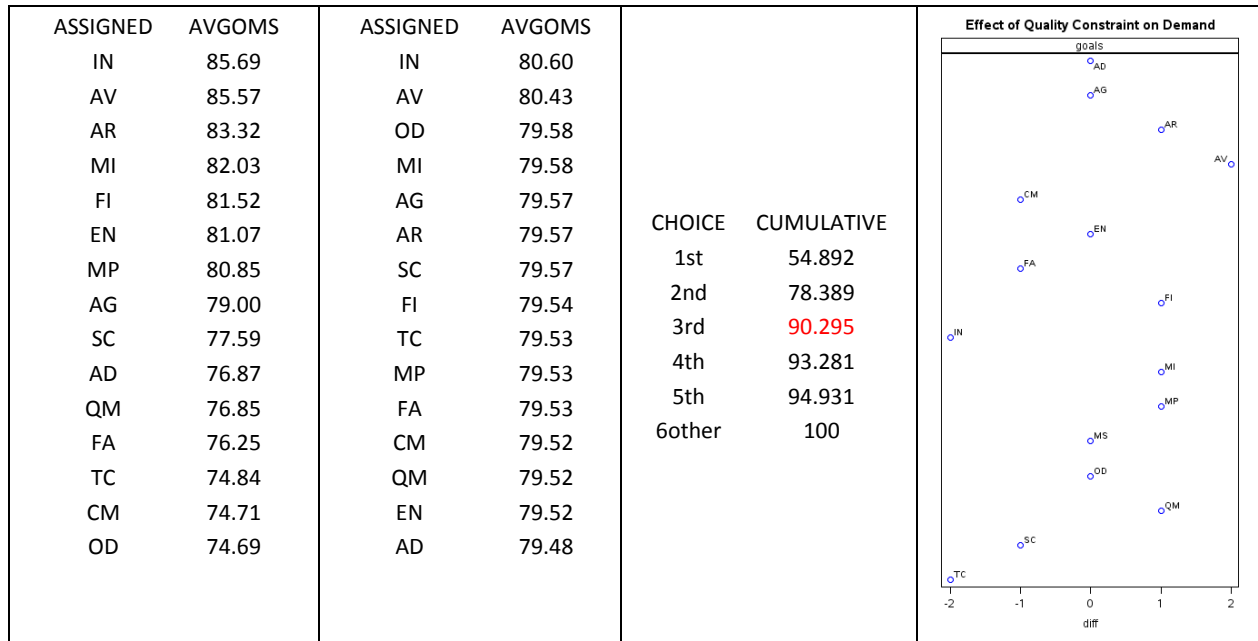 ASSIGNED AVGOMS
IN 85.69
AV 85.57
AR 83.32
MI 82.03
FI 81.52
EN 81.07
MP 80.85
AG 79.00
SC 77.59
AD 76.87
QM 76.85
FA 76.25
TC 74.84
CM 74.71
OD 74.69
ASSIGNED AVGOMS
IN 80.60
AV 80.43
OD 79.58
MI 79.58
AG 79.57
AR 79.57
SC 79.57
FI 79.54
TC 79.53
MP 79.53
FA 79.53
CM 79.52
QM 79.52
EN 79.52
AD 79.48
CHOICE CUMULATIVE
1st 54.892
2nd 78.389
3rd 90.295
4th 93.281
5th 94.931
6other 100
Effect of Quality Constraint on Demand
goals
AD
AG
AR
AV
CM
EN
FA
FI
IN
MI
MP
MS
OD
QM
SC
TC
-2 -1 0 1 2
diff